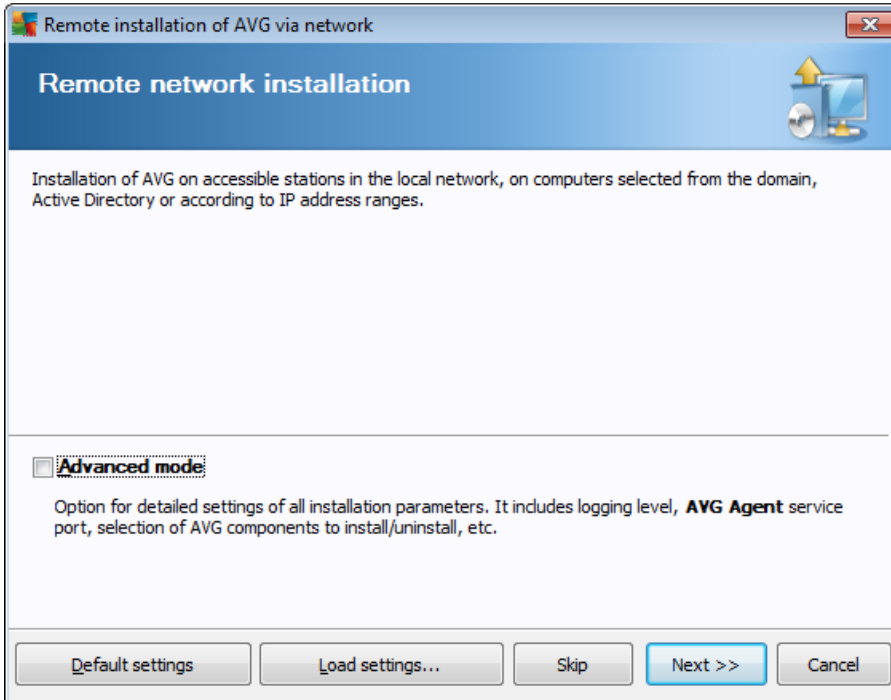 Remote installation of AVG via network
Remote network installation
Installation of AVG on accessible stations in the local network, on computers selected from the domain,
Active Directory or according to IP address ranges.
Advanced mode
Option for detailed settings of all installation parameters. It includes logging level, AVG Agent service
port, selection of AVG components to install/uninstall, etc.
Default settings
Load settings...
Skip
Next >>
Cancel